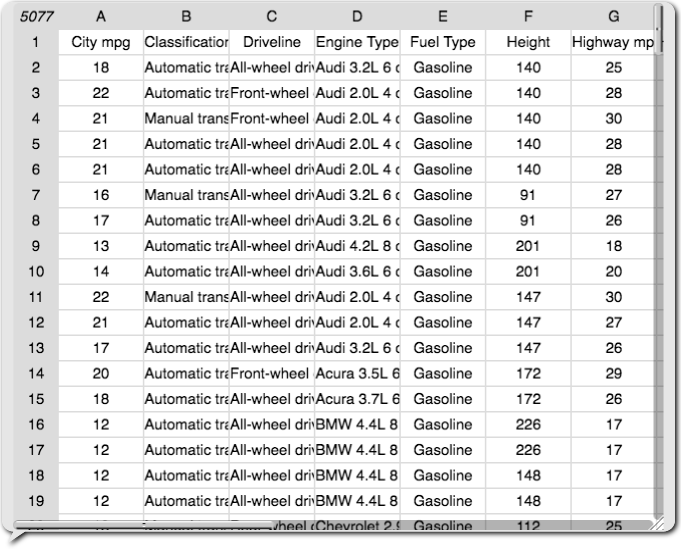 5077 A B C D E F G
1 City mpg Classification Driveline Engine Type Fuel Type Height Highway mp
2 18 Automatic tra All-wheel driv Audi 3.2L 6 c Gasoline 140 25
3 22 Automatic tra Front-wheel Audi 2.0L 4 c Gasoline 140 28
4 21 Manual trans Front-wheel Audi 2.0L 4 c Gasoline 140 30
5 21 Automatic tra All-wheel driv Audi 2.0L 4 c Gasoline 140 28
6 21 Automatic tra All-wheel driv Audi 2.0L 4 c Gasoline 140 28
7 16 Manual trans All-wheel driv Audi 3.2L 6 c Gasoline 91 27
8 17 Automatic tra All-wheel driv Audi 3.2L 6 c Gasoline 91 26
9 13 Automatic tra All-wheel driv Audi 4.2L 8 c Gasoline 201 18
10 14 Automatic tra All-wheel driv Audi 3.6L 6 c Gasoline 201 20
11 22 Manual trans All-wheel driv Audi 2.0L 4 c Gasoline 147 30
12 21 Automatic tra All-wheel driv Audi 2.0L 4 c Gasoline 147 27
13 17 Automatic tra All-wheel driv Audi 3.2L 6 c Gasoline 147 26
14 20 Automatic tra Front-wheel Acura 3.5L 6 Gasoline 172 29
15 18 Automatic tra All-wheel driv Acura 3.7L 6 Gasoline 172 26
16 12 Automatic tra All-wheel driv BMW 4.4L 8 Gasoline 226 17
17 12 Automatic tra All-wheel driv BMW 4.4L 8 Gasoline 226 17
18 12 Automatic tra All-wheel driv BMW 4.4L 8 Gasoline 148 17
19 12 Automatic tra All-wheel driv BMW 4.4L 8 Gasoline 148 17
Chevrolet 2.9 Gasoline 112 25